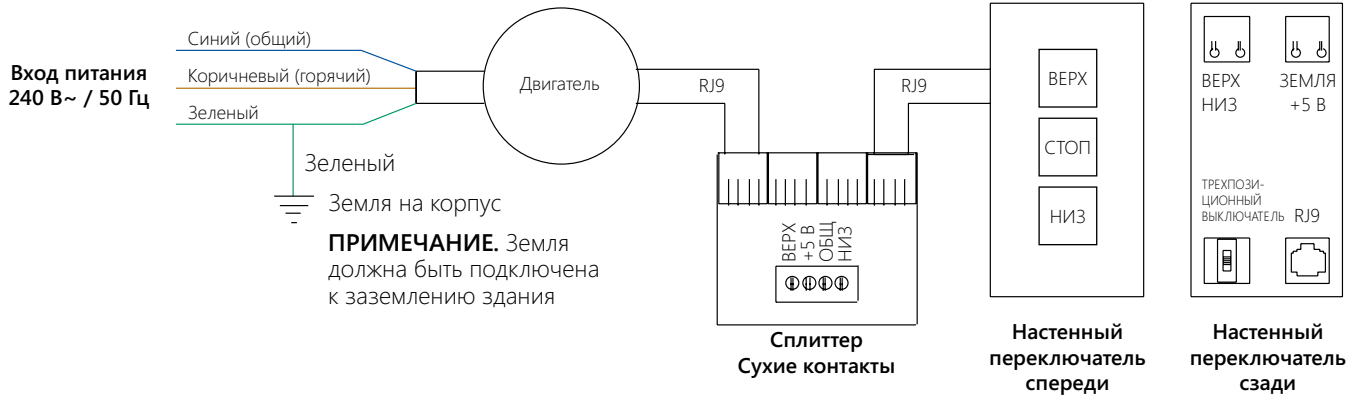 Вход питания
240 В~ / 50 Гц
Синий (общий)
Коричневый (горячий)
Зеленый
Зеленый
Земля на корпус
ПРИМЕЧАНИЕ. Земля
должна быть подключена
к заземлению здания
Двигатель
RJ9
RJ9
ВЕРХ
+5 В
ОБЩ
НИЗ
Сплиттер
Сухие контакты
ВЕРХ
СТОП
НИЗ
Настенный
переключатель
спереди
ВЕРХ
НИЗ
ЗЕМЛЯ
+5 В
ТРЕХПОЗИ-
ЦИОННЫЙ
ВЫКЛЮЧАТЕЛЬ
RJ9
Настенный
переключатель
сзади